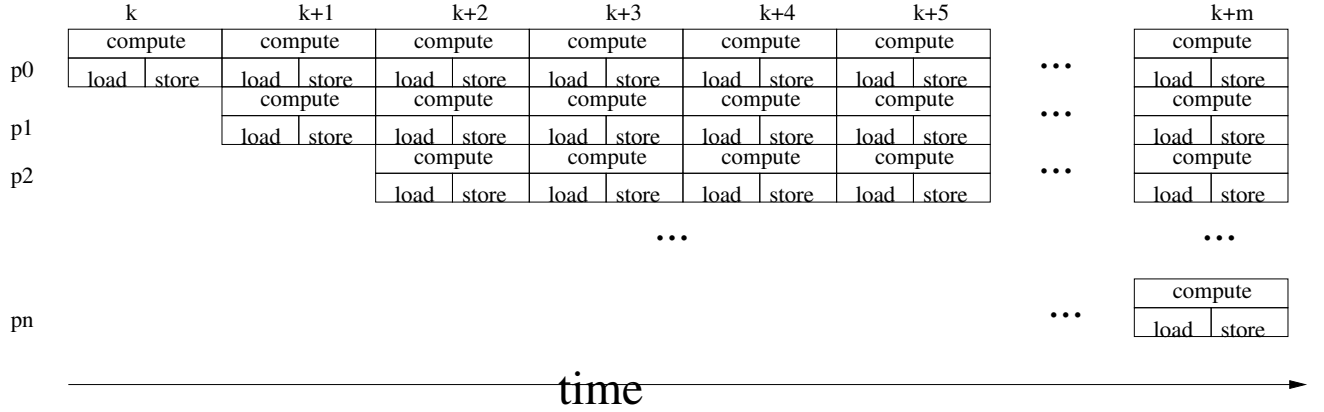 k k+1 k+2 k+3 k+4 k+5 k+m
compute compute compute compute compute compute compute
p0 ...
load store load store load store load store load store load store load store
compute compute compute compute compute compute
p1 ...
load store load store load store load store load store load store
compute compute compute compute compute
p2 ...
load store load store load store load store load store
... ...
compute
pn ...
load store
time